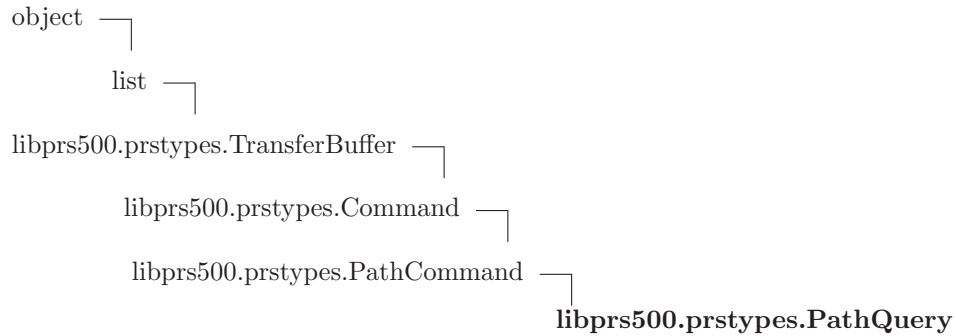 object
list
libprs500.prstypes.TransferBuffer
libprs500.prstypes.Command
libprs500.prstypes.PathCommand
libprs500.prstypes.PathQuery